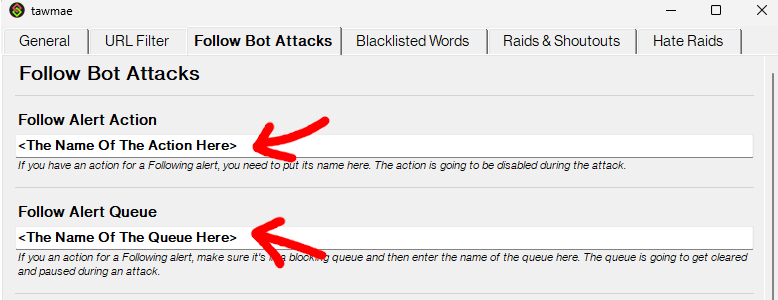 tawmae
General URL Filter Follow Bot Attacks Blacklisted Words Raids & Shoutouts Hate Raids
Follow Bot Attacks
Follow Alert Action
<The Name Of The Action Here>
If you have an action for a Following alert, you need to put its name here. The action is going to be disabled during the attack.
Follow Alert Queue
<The Name Of The Queue Here>
If you an action for a Following alert, make sure it's a blocking queue and then enter the name of the queue here. The queue is going to get cleared
and paused during an attack.